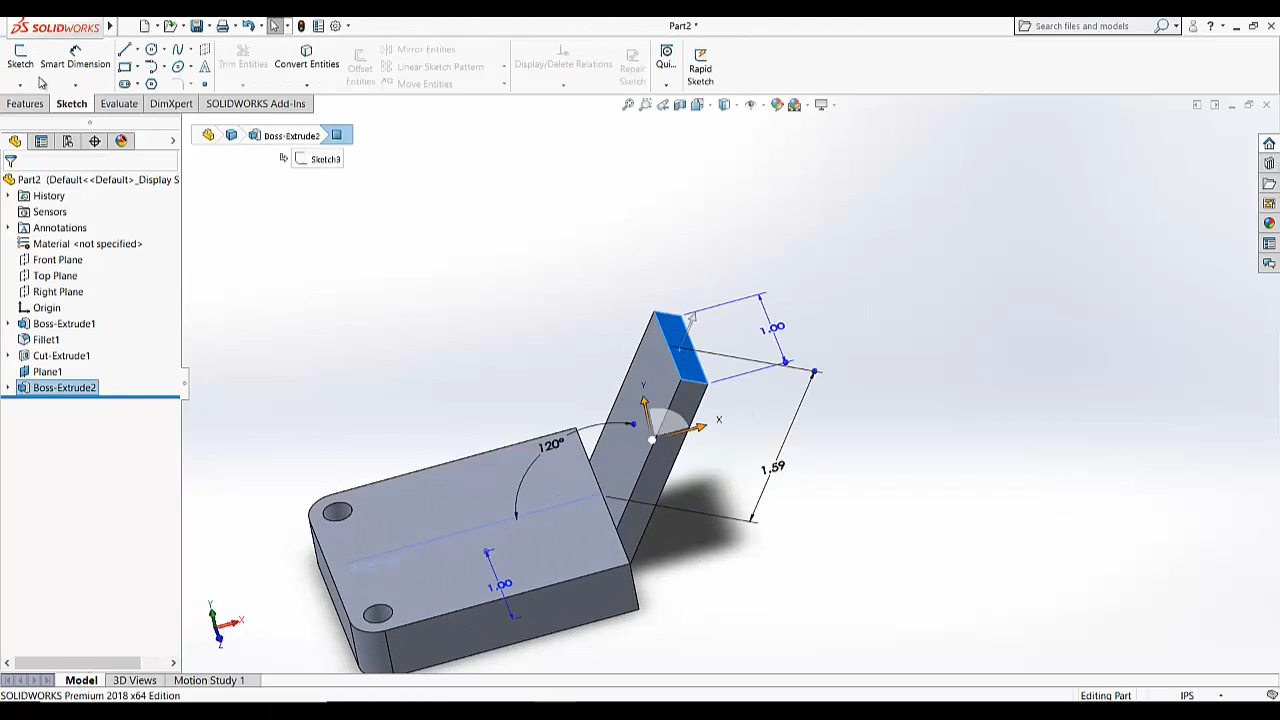 SOLIDWORKS
Part2 *
Search files and models
?
Sketch
Smart Dimension
Trim Entities
Convert Entities
Offset
Entities
Mirror Entities
Linear Sketch Pattern
Move Entities
Display/Delete Relations
Repair
Sketch
Qui...
Rapid
Sketch
Features
Sketch
Evaluate
DimXpert
SOLIDWORKS Add-Ins
Boss-Extrude2
Sketch3
Part2 (Default<<Default>_Display S
History
Sensors
Annotations
Material <not specified>
Front Plane
Top Plane
Right Plane
Origin
Boss-Extrude1
Fillet1
Cut-Extrude1
Plane1
Boss-Extrude2
1.00
Y
X
120°
1.59
1.00
Y
X
Z
Model
3D Views
Motion Study 1
SOLIDWORKS Premium 2018 x64 Edition
Editing Part
IPS